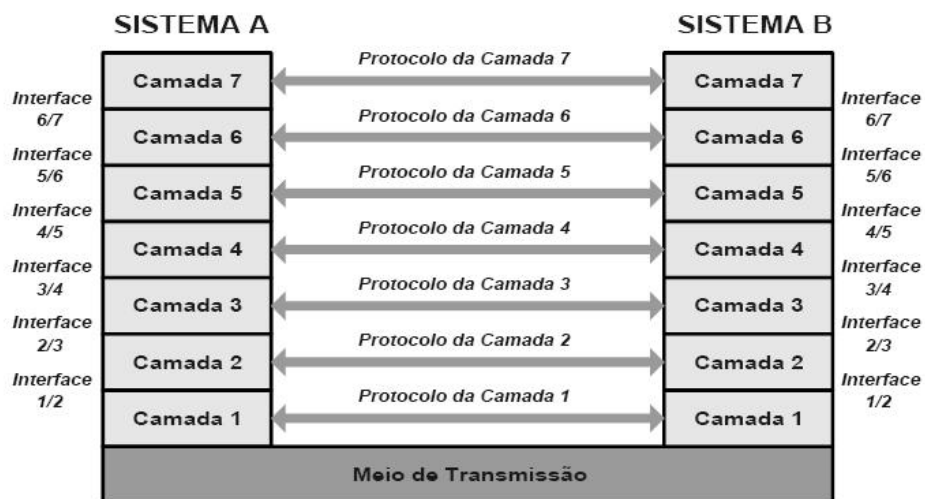 SISTEMA A
SISTEMA B
Protocolo da Camada 7
Camada 7
Camada 7
Interface
6/7
Interface
6/7
Protocolo da Camada 6
Camada 6
Camada 6
Interface
5/6
Interface
5/6
Protocolo da Camada 5
Camada 5
Camada 5
Interface
4/5
Interface
4/5
Protocolo da Camada 4
Camada 4
Camada 4
Interface
3/4
Interface
3/4
Protocolo da Camada 3
Camada 3
Camada 3
Interface
2/3
Interface
2/3
Protocolo da Camada 2
Camada 2
Camada 2
Interface
1/2
Interface
1/2
Protocolo da Camada 1
Camada 1
Camada 1
Meio de Transmissão